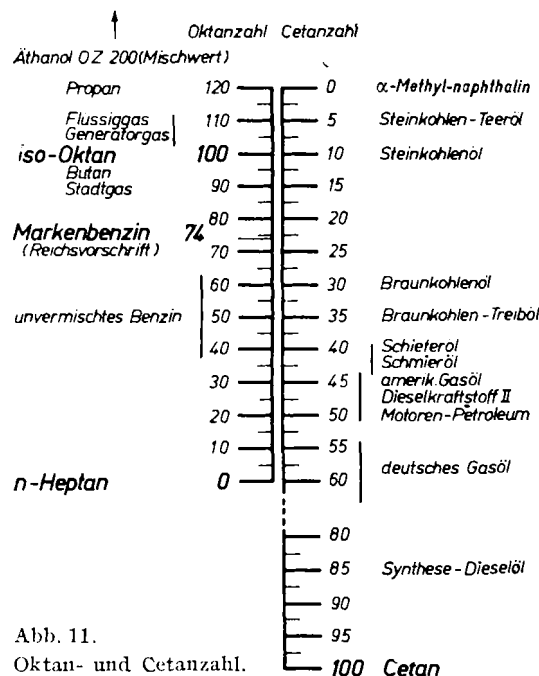 Oktanzahl Cetanzahl
Äthanol OZ 200 (Mischwert)
Propan 120 0 α-Methyl-naphthalin
Flüssiggas 110 5 Steinkohlen-Teeröl
Generatorgas
iso-Oktan 100 10 Steinkohlenöl
Butan
Stadtgas 90 15
80 20
Markenbenzin 74
(Reichsvorschrift) 70 25
60 30 Braunkohlenöl
unvermischtes Benzin 50 35 Braunkohlen-Treiböl
40 40 Schieferöl
Schmieröl
30 45 amerik. Gasöl
Dieselkraftstoff II
20 50 Motoren-Petroleum
10 55
deutsches Gasöl
n-Heptan 0 60
80
85 Synthese-Dieselöl
90
Abb. 11. 95
Oktan- und Cetanzahl. 100 Cetan